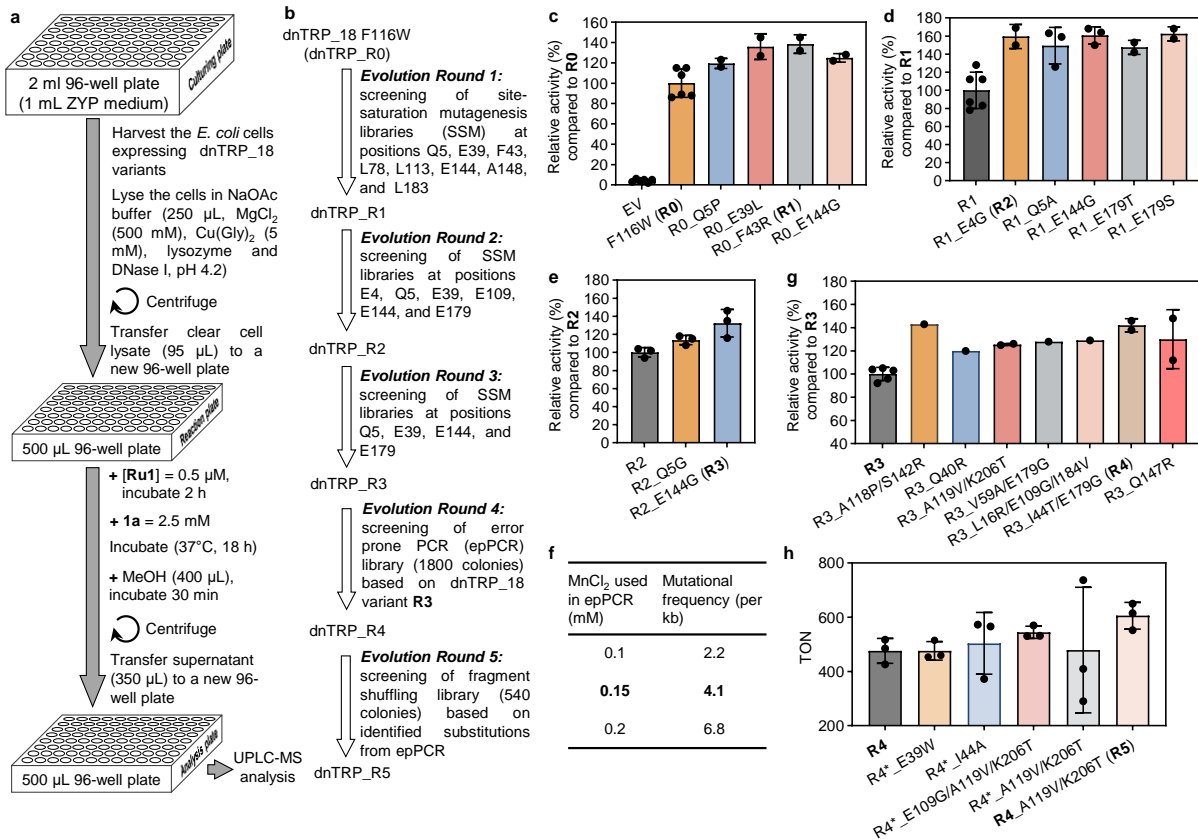 a
2 ml 96-well plate
(1 mL ZYP medium)
Culturing plate
Harvest the E. coli cells
expressing dnTRP_18
variants
Lyse the cells in NaOAc
buffer (250 µL, MgCl2
(500 mM), Cu(Gly)2 (5
mM), lysozyme and
DNase I, pH 4.2)
Centrifuge
Transfer clear cell
lysate (95 µL) to a
new 96-well plate
500 µL 96-well plate
Reaction plate
+ [Ru1] = 0.5 µM,
incubate 2 h
+ 1a = 2.5 mM
Incubate (37°C, 18 h)
+ MeOH (400 µL),
incubate 30 min
Centrifuge
Transfer supernatant
(350 µL) to a new 96-
well plate
500 µL 96-well plate
Analysis plate
UPLC-MS
analysis
b
dnTRP_18 F116W
(dnTRP_R0)
Evolution Round 1:
screening of site-
saturation mutagenesis
libraries (SSM) at
positions Q5, E39, F43,
L78, L113, E144, A148,
and L183
dnTRP_R1
Evolution Round 2:
screening of SSM
libraries at positions
E4, Q5, E39, E109,
E144, and E179
dnTRP_R2
Evolution Round 3:
screening of SSM
libraries at positions
Q5, E39, E144, and
E179
dnTRP_R3
Evolution Round 4:
screening of error
prone PCR (epPCR)
library (1800 colonies)
based on dnTRP_18
variant R3
dnTRP_R4
Evolution Round 5:
screening of fragment
shuffling library (540
colonies) based on
identified substitutions
from epPCR
dnTRP_R5
c
Relative activity (%)
compared to R0
160
140
120
100
80
60
40
20
0
EV
F116W (R0)
R0_Q5P
R0_E39L
R0_F43R (R1)
R0_E144G
d
Relative activity (%)
compared to R1
180
160
140
120
100
80
60
40
20
0
R1
R1_E4G (R2)
R1_Q5A
R1_E144G
R1_E179T
R1_E179S
e
Relative activity (%)
compared to R2
180
160
140
120
100
80
60
40
20
0
R2
R2_Q5G
R2_E144G (R3)
f
MnCl2 used
in epPCR
(mM)
Mutational
frequency (per
kb)
0.1 2.2
0.15 4.1
0.2 6.8
g
Relative activity (%)
compared to R3
180
160
140
120
100
80
60
40
20
0
R3
R3_A118P/S142R
R3_Q40R
R3_A119V/K206T
R3_V59A/E179G
R3_L16R/E109G/I184V
R3_I44T/E179G (R4)
R3_Q147R
h
TON
800
600
400
200
R4
R4*_E39W
R4*_I44A
R4*_E109G/A119V/K206T
R4*_A119V/K206T
R4_A119V/K206T (R5)